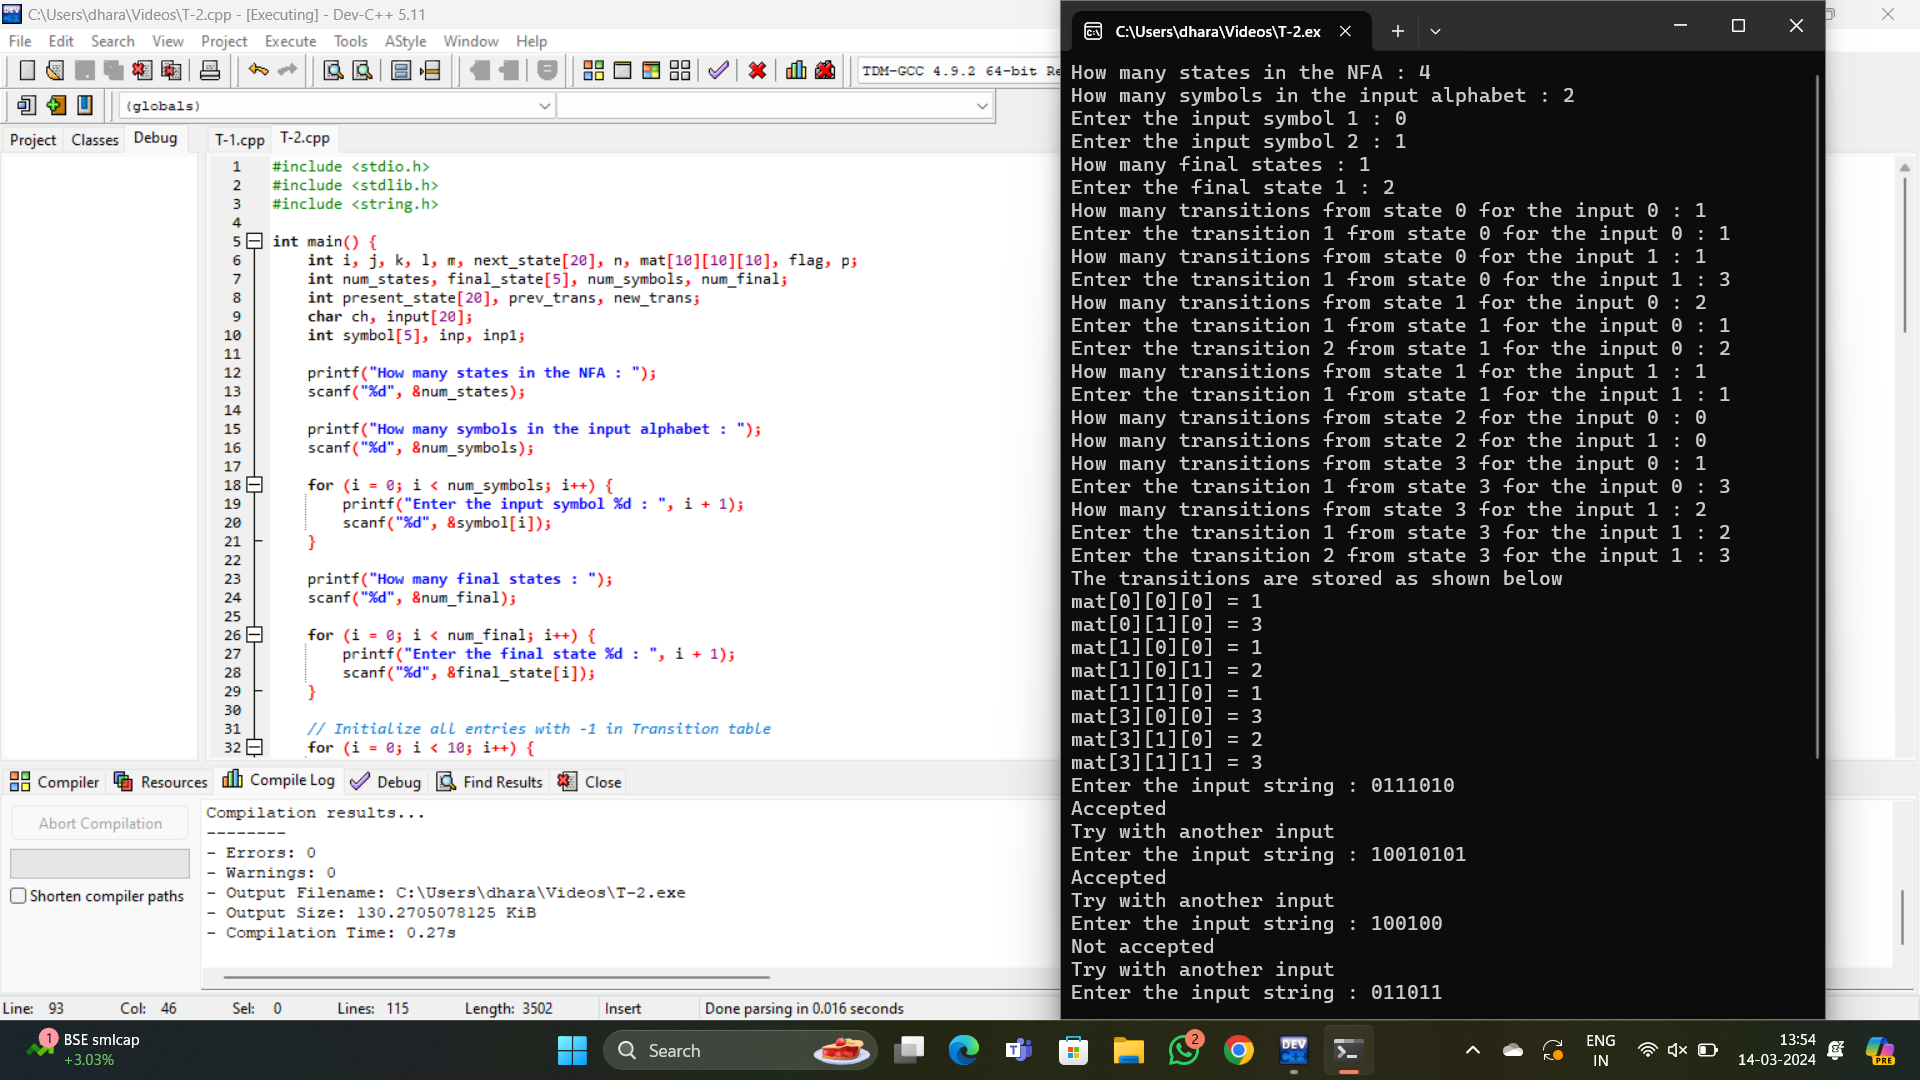 C:\Users\dhara\Videos\T-2.cpp - [Executing] - Dev-C++ 5.11
File Edit Search View Project Execute Tools AStyle Window Help
TDM-GCC 4.9.2 64-bit Re
(globals)
Project Classes Debug
T-1.cpp T-2.cpp
1 #include <stdio.h>
2 #include <stdlib.h>
3 #include <string.h>
4
5 int main() {
6 int i, j, k, l, m, next_state[20], n, mat[10][10][10], flag, p;
7 int num_states, final_state[5], num_symbols, num_final;
8 int present_state[20], prev_trans, new_trans;
9 char ch, input[20];
10 int symbol[5], inp, inp1;
11
12 printf("How many states in the NFA : ");
13 scanf("%d", &num_states);
14
15 printf("How many symbols in the input alphabet : ");
16 scanf("%d", &num_symbols);
17
18 for (i = 0; i < num_symbols; i++) {
19 printf("Enter the input symbol %d : ", i + 1);
20 scanf("%d", &symbol[i]);
21 }
22
23 printf("How many final states : ");
24 scanf("%d", &num_final);
25
26 for (i = 0; i < num_final; i++) {
27 printf("Enter the final state %d : ", i + 1);
28 scanf("%d", &final_state[i]);
29 }
30
31 // Initialize all entries with -1 in Transition table
32 for (i = 0; i < 10; i++) {
Compiler Resources Compile Log Debug Find Results Close
Abort Compilation
Shorten compiler paths
Compilation results...
--------
- Errors: 0
- Warnings: 0
- Output Filename: C:\Users\dhara\Videos\T-2.exe
- Output Size: 130.2705078125 KiB
- Compilation Time: 0.27s
Line: 93 Col: 46 Sel: 0 Lines: 115 Length: 3502 Insert Done parsing in 0.016 seconds
C:\Users\dhara\Videos\T-2.ex
How many states in the NFA : 4
How many symbols in the input alphabet : 2
Enter the input symbol 1 : 0
Enter the input symbol 2 : 1
How many final states : 1
Enter the final state 1 : 2
How many transitions from state 0 for the input 0 : 1
Enter the transition 1 from state 0 for the input 0 : 1
How many transitions from state 0 for the input 1 : 1
Enter the transition 1 from state 0 for the input 1 : 3
How many transitions from state 1 for the input 0 : 2
Enter the transition 1 from state 1 for the input 0 : 1
Enter the transition 2 from state 1 for the input 0 : 2
How many transitions from state 1 for the input 1 : 1
Enter the transition 1 from state 1 for the input 1 : 1
How many transitions from state 2 for the input 0 : 0
How many transitions from state 2 for the input 1 : 0
How many transitions from state 3 for the input 0 : 1
Enter the transition 1 from state 3 for the input 0 : 3
How many transitions from state 3 for the input 1 : 2
Enter the transition 1 from state 3 for the input 1 : 2
Enter the transition 2 from state 3 for the input 1 : 3
The transitions are stored as shown below
mat[0][0][0] = 1
mat[0][1][0] = 3
mat[1][0][0] = 1
mat[1][0][1] = 2
mat[1][1][0] = 1
mat[3][0][0] = 3
mat[3][1][0] = 2
mat[3][1][1] = 3
Enter the input string : 0111010
Accepted
Try with another input
Enter the input string : 10010101
Accepted
Try with another input
Enter the input string : 100100
Not accepted
Try with another input
Enter the input string : 011011
1 BSE smlcap
+3.03%
Search
2
DEV
ENG
IN
13:54
14-03-2024
PRE